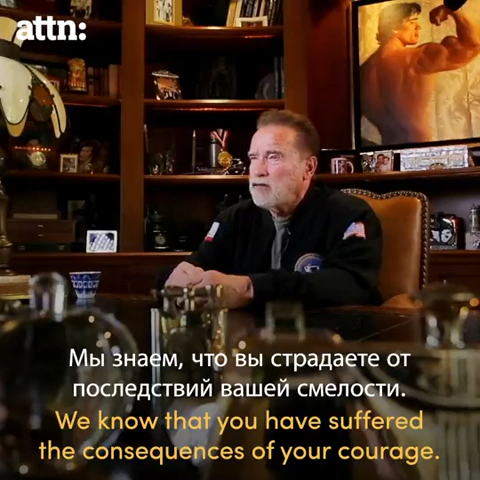 attn:
Мы знаем, что вы страдаете от
последствий вашей смелости.
We know that you have suffered
the consequences of your courage.